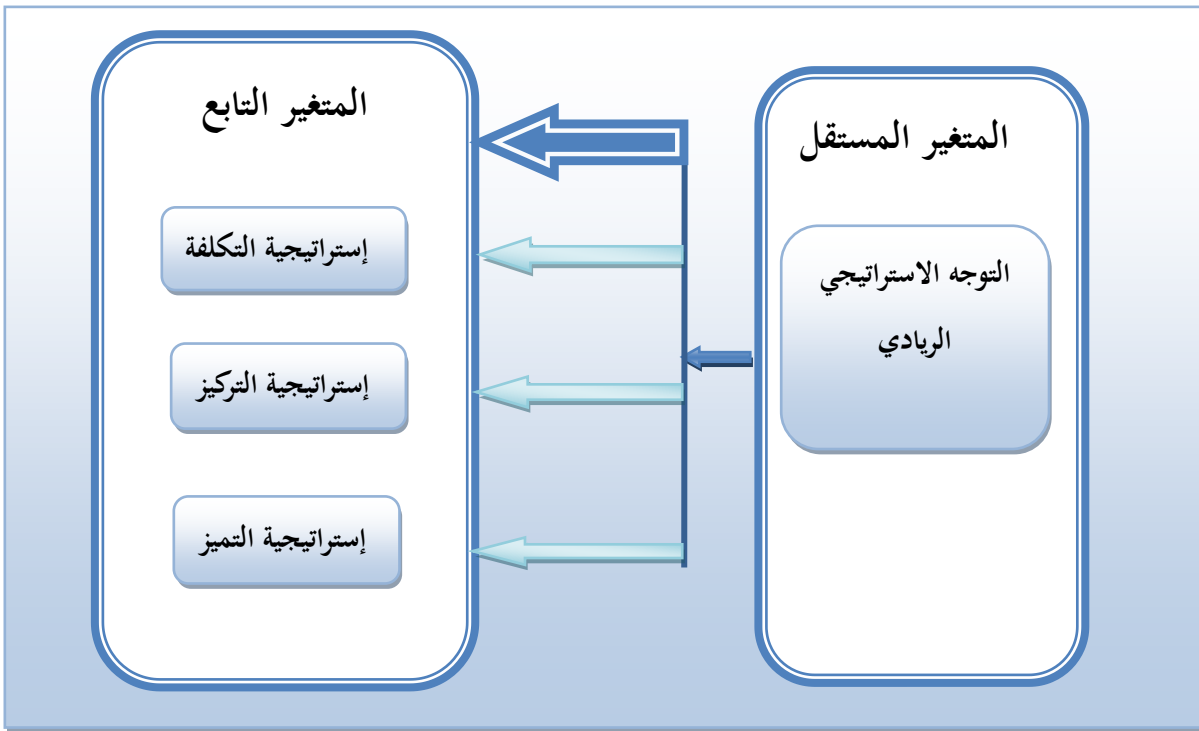 المتغير المستقل
التوجه الاستراتيجي
الريادي
المتغير التابع
إستراتيجية التكلفة
إستراتيجية التركيز
إستراتيجية التميز